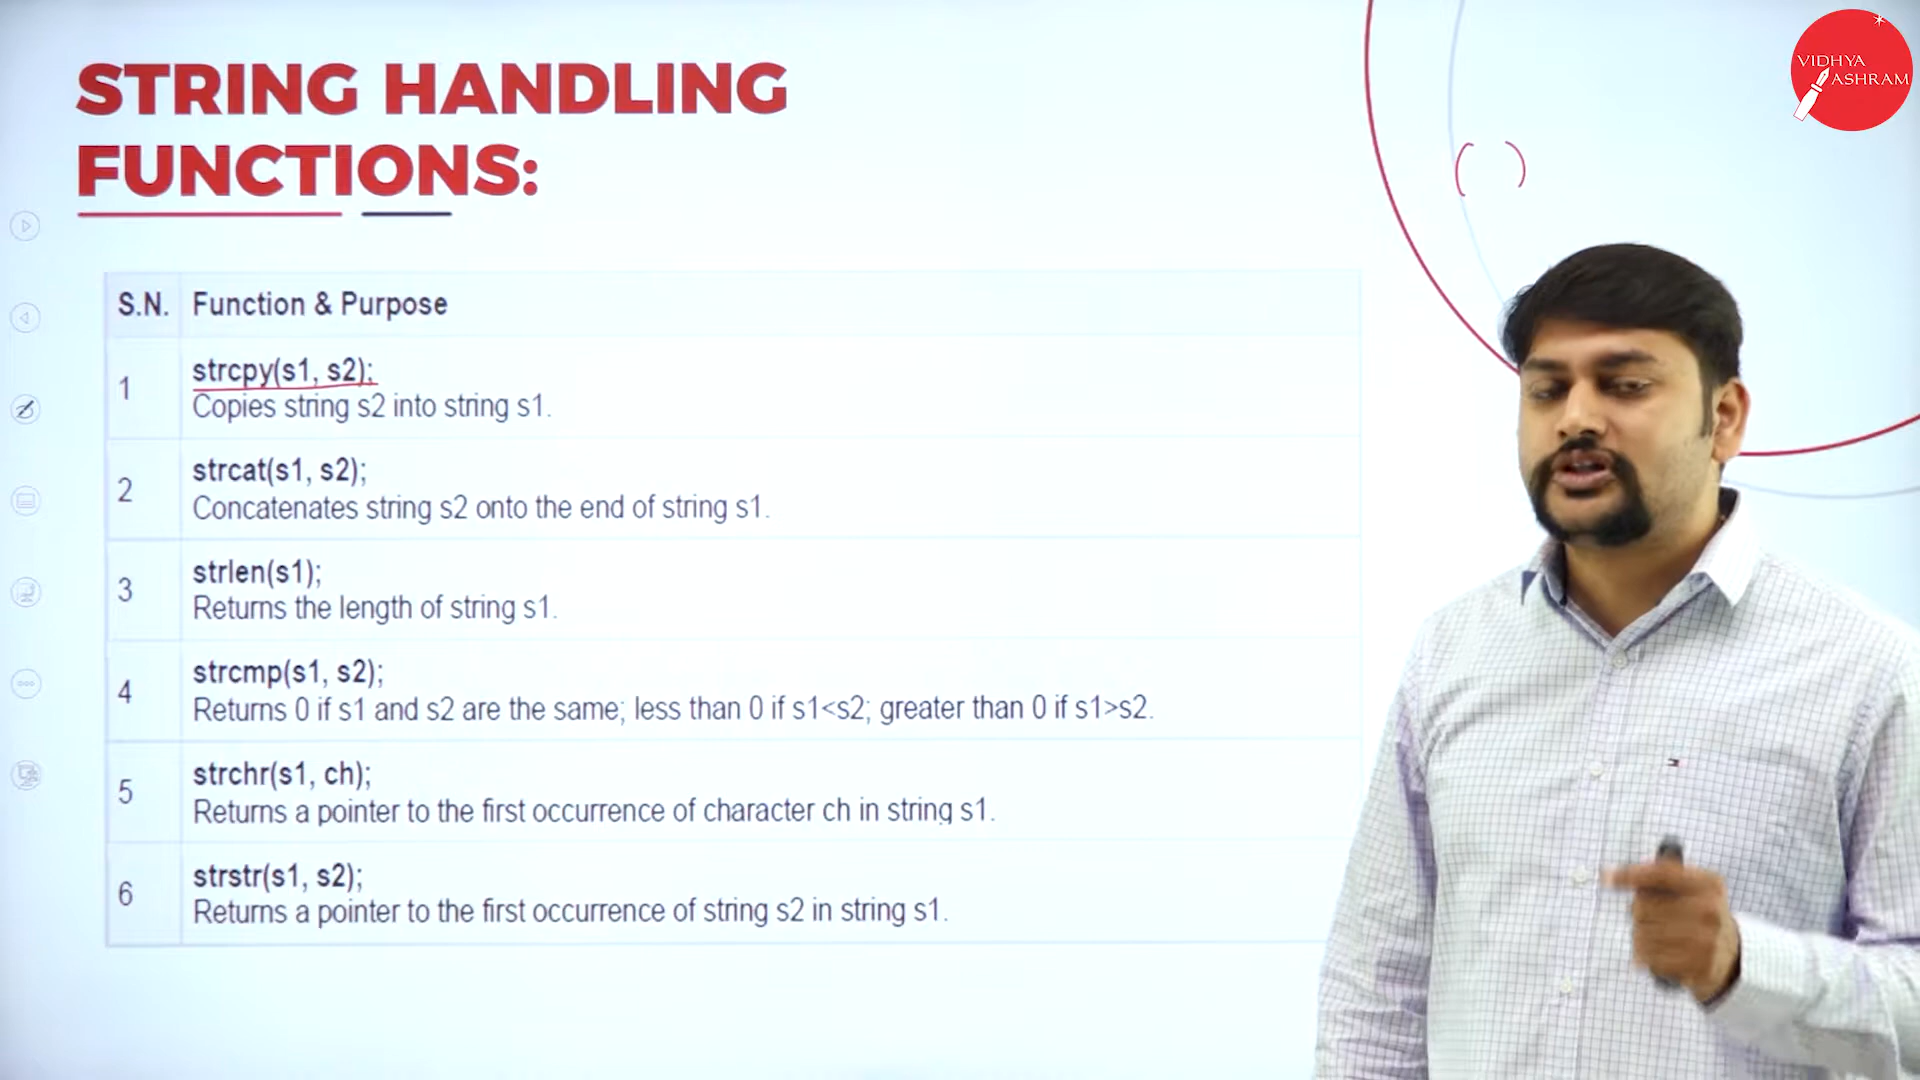 STRING HANDLING
FUNCTIONS:
VIDHYA
ASHRAM
( )
S.N. Function & Purpose
1
strcpy(s1, s2);
Copies string s2 into string s1.
2
strcat(s1, s2);
Concatenates string s2 onto the end of string s1.
3
strlen(s1);
Returns the length of string s1.
4
strcmp(s1, s2);
Returns 0 if s1 and s2 are the same; less than 0 if s1<s2; greater than 0 if s1>s2.
5
strchr(s1, ch);
Returns a pointer to the first occurrence of character ch in string s1.
6
strstr(s1, s2);
Returns a pointer to the first occurrence of string s2 in string s1.